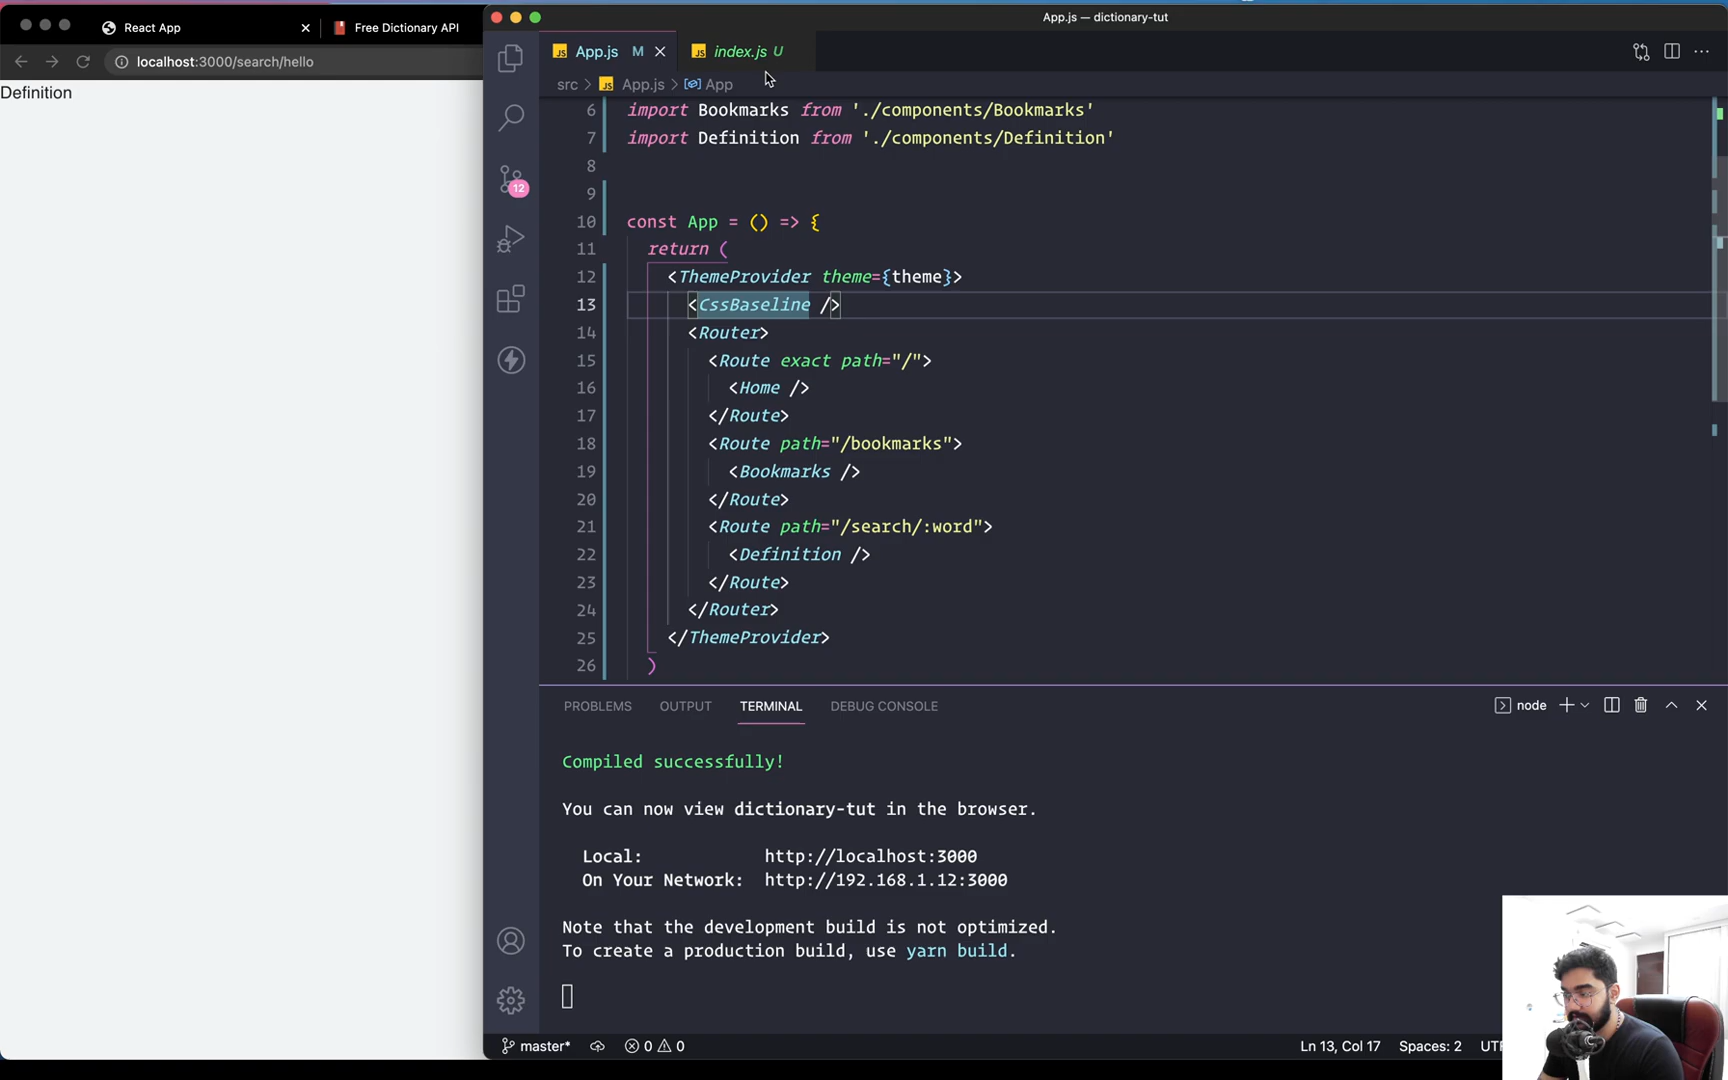 React App
Free Dictionary API
localhost:3000/search/hello
Definition
App.js — dictionary-tut
App.js M
index.js U
src > App.js > App
6 import Bookmarks from './components/Bookmarks'
7 import Definition from './components/Definition'
8
9
10 const App = () => {
11 return (
12 <ThemeProvider theme={theme}>
13 <CssBaseline />
14 <Router>
15 <Route exact path="/">
16 <Home />
17 </Route>
18 <Route path="/bookmarks">
19 <Bookmarks />
20 </Route>
21 <Route path="/search/:word">
22 <Definition />
23 </Route>
24 </Router>
25 </ThemeProvider>
26 )
12
PROBLEMS OUTPUT TERMINAL DEBUG CONSOLE
node
Compiled successfully!
You can now view dictionary-tut in the browser.
Local: http://localhost:3000
On Your Network: http://192.168.1.12:3000
Note that the development build is not optimized.
To create a production build, use yarn build.
master* 0 0
Ln 13, Col 17 Spaces: 2 UTF